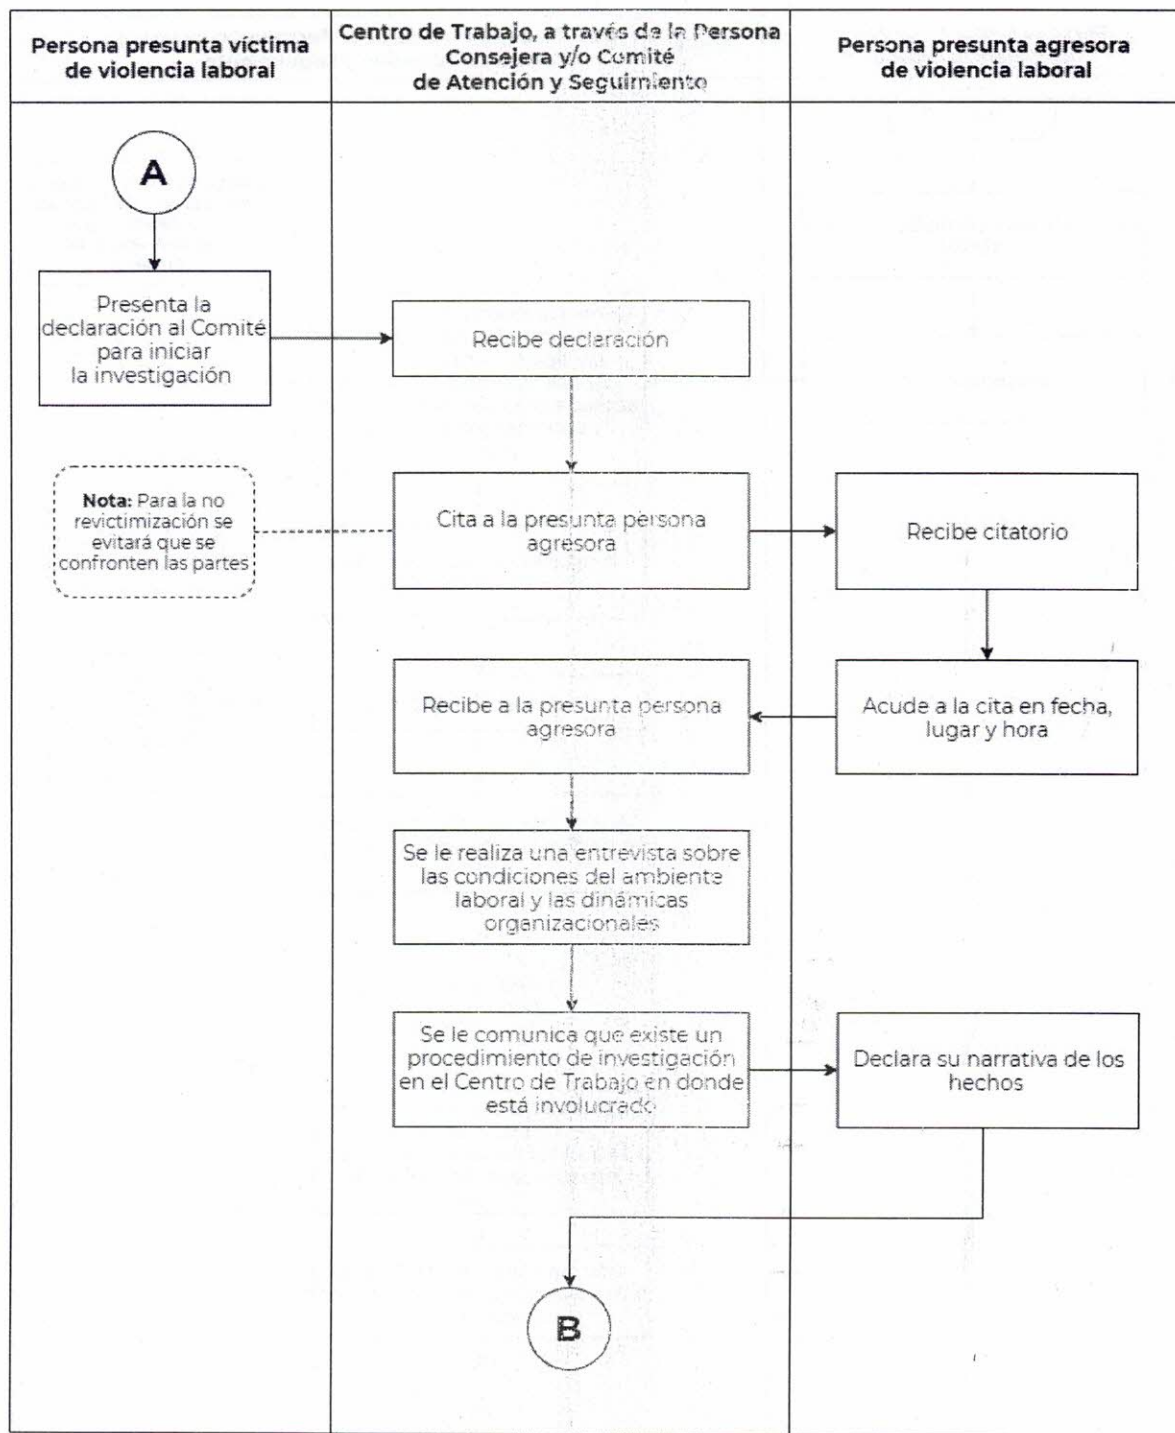 Persona presunta víctima
de violencia laboral
Centro de Trabajo, a través de la Persona
Consejera y/o Comité
de Atención y Seguimiento
Persona presunta agresora
de violencia laboral
A
Presenta la
declaración al Comité
para iniciar
la investigación
Recibe declaración
Nota: Para la no
revictimización se
evitará que se
confronten las partes
Cita a la presunta persona
agresora
Recibe citatorio
Recibe a la presunta persona
agresora
Acude a la cita en fecha,
lugar y hora
Se le realiza una entrevista sobre
las condiciones del ambiente
laboral y las dinámicas
organizacionales
Se le comunica que existe un
procedimiento de investigación
en el Centro de Trabajo en donde
está involucrado
Declara su narrativa de los
hechos
B